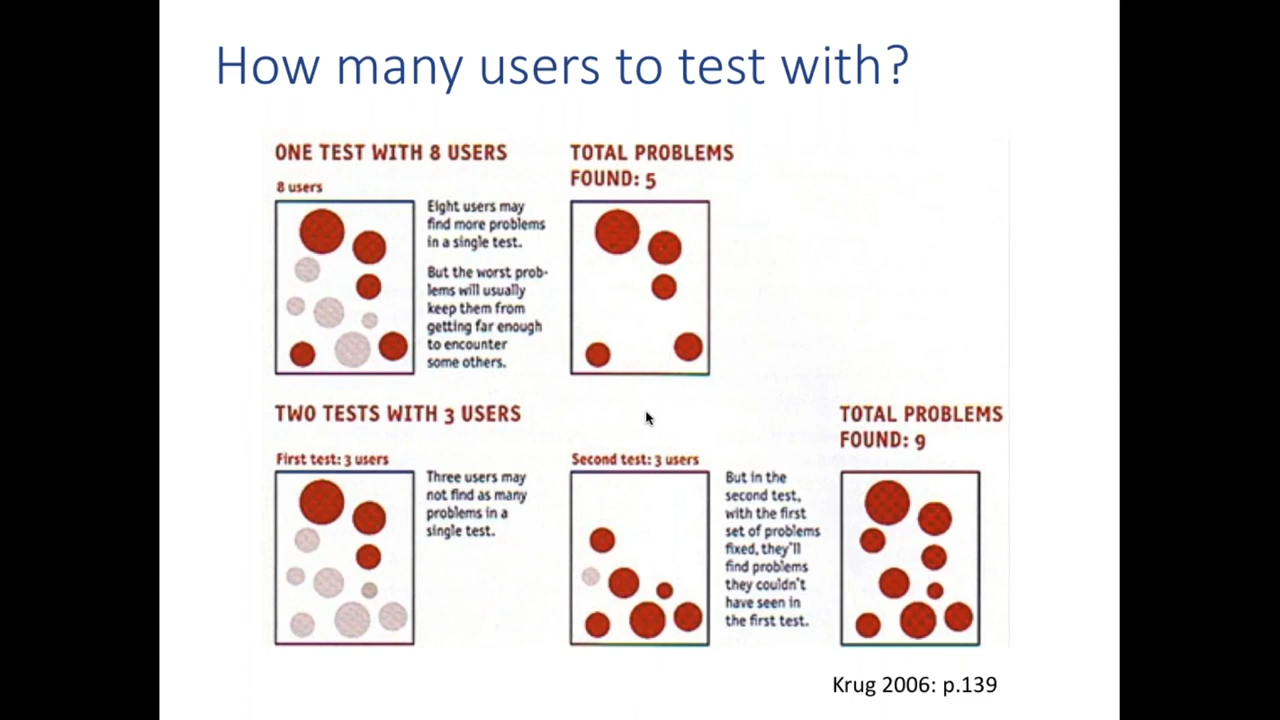 How many users to test with?
ONE TEST WITH 8 USERS
8 users
Eight users may
find more problems
in a single test.
But the worst prob-
lems will usually
keep them from
getting far enough
to encounter
some others.
TOTAL PROBLEMS
FOUND: 5
TWO TESTS WITH 3 USERS
First test: 3 users
Three users may
not find as many
problems in a
single test.
Second test: 3 users
But in the
second test,
with the first
set of problems
fixed, they'll
find problems
they couldn't
have seen in
the first test.
TOTAL PROBLEMS
FOUND: 9
Krug 2006: p.139